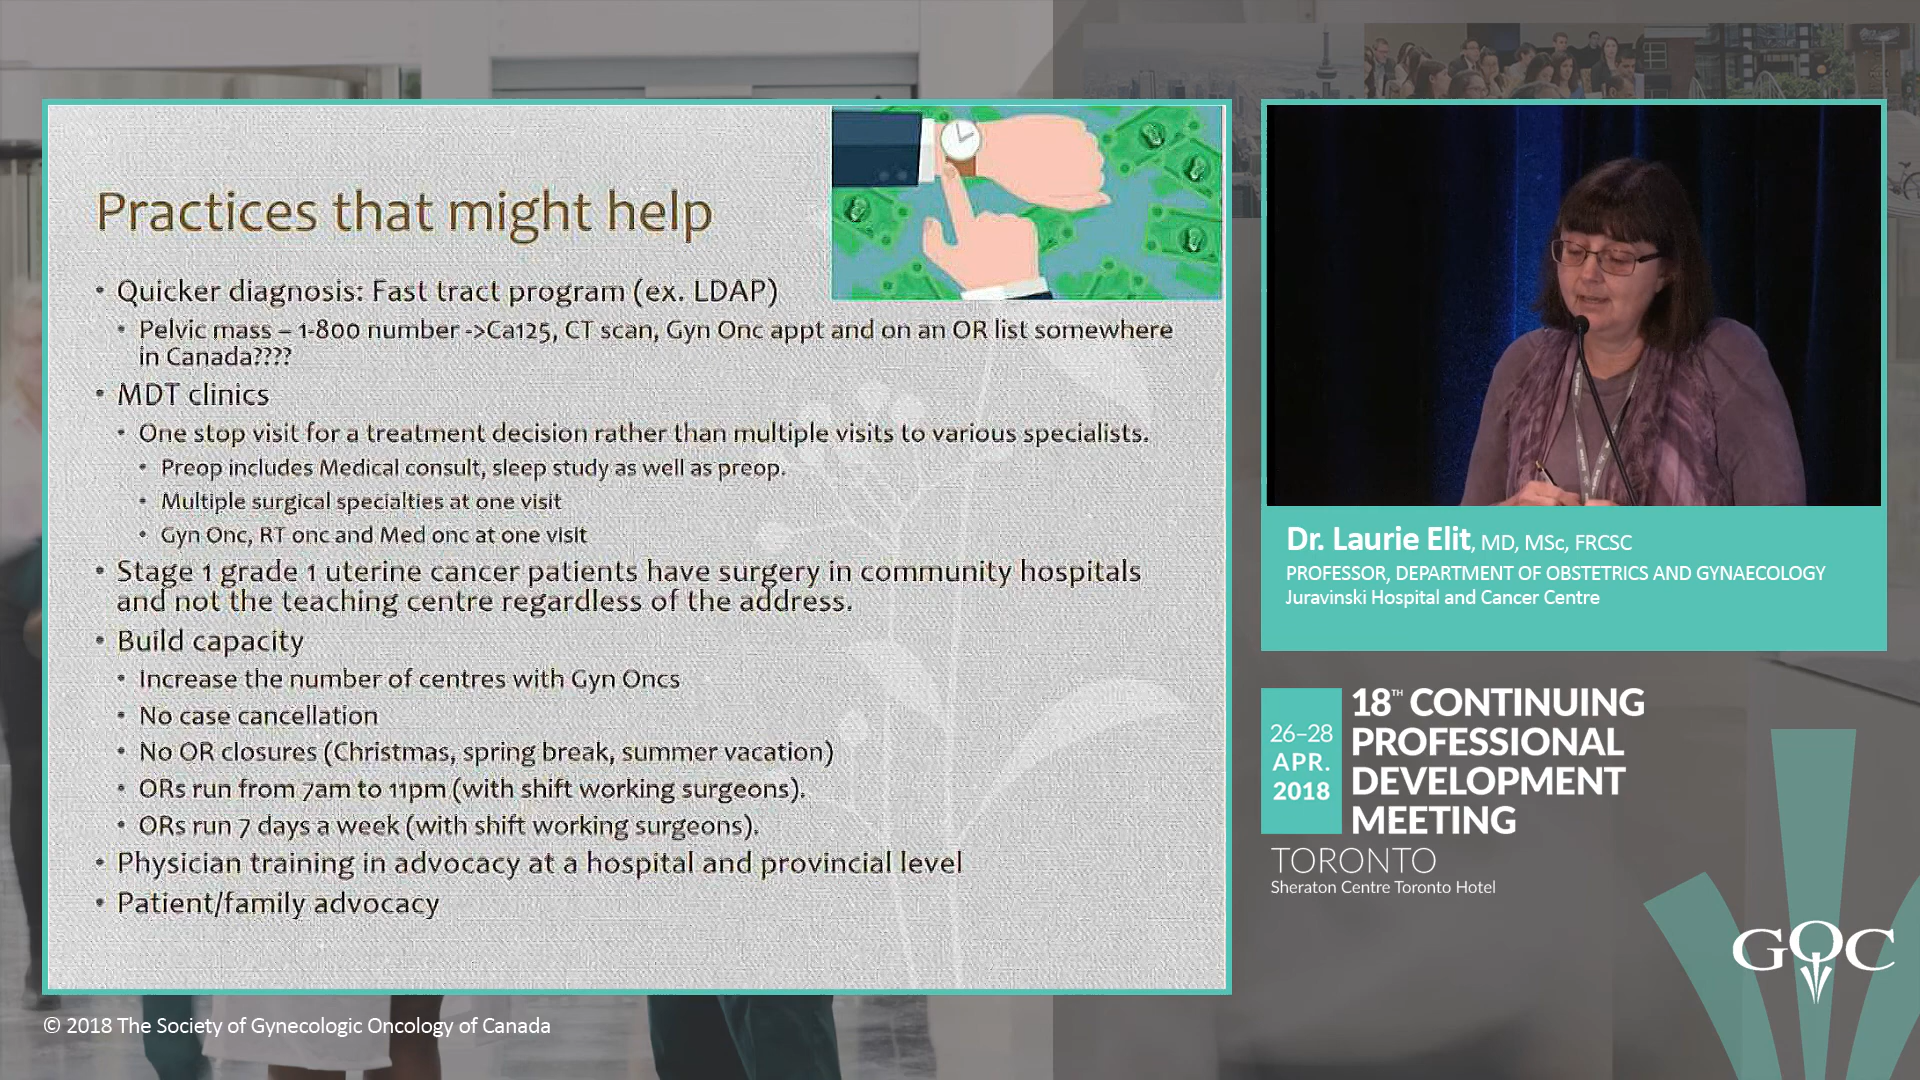 Practices that might help
• Quicker diagnosis: Fast tract program (ex. LDAP)
• Pelvic mass – 1-800 number ->Ca125, CT scan, Gyn Onc appt and on an OR list somewhere
in Canada????
• MDT clinics
• One stop visit for a treatment decision rather than multiple visits to various specialists.
• Preop includes Medical consult, sleep study as well as preop.
• Multiple surgical specialties at one visit
• Gyn Onc, RT onc and Med onc at one visit
• Stage 1 grade 1 uterine cancer patients have surgery in community hospitals
and not the teaching centre regardless of the address.
• Build capacity
• Increase the number of centres with Gyn Oncs
• No case cancellation
• No OR closures (Christmas, spring break, summer vacation)
• ORs run from 7am to 11pm (with shift working surgeons).
• ORs run 7 days a week (with shift working surgeons).
• Physician training in advocacy at a hospital and provincial level
• Patient/family advocacy
Dr. Laurie Elit, MD, MSc, FRCSC
PROFESSOR, DEPARTMENT OF OBSTETRICS AND GYNAECOLOGY
Juravinski Hospital and Cancer Centre
26–28
APR.
2018
18TH CONTINUING
PROFESSIONAL
DEVELOPMENT
MEETING
TORONTO
Sheraton Centre Toronto Hotel
GOC
© 2018 The Society of Gynecologic Oncology of Canada